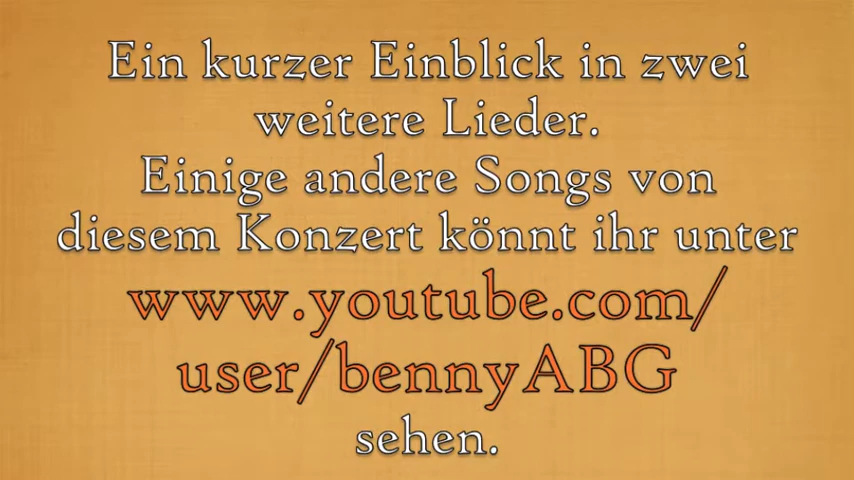 Ein kurzer Einblick in zwei
weitere Lieder.
Einige andere Songs von
diesem Konzert könnt ihr unter
www.youtube.com/
user/bennyABG
sehen.